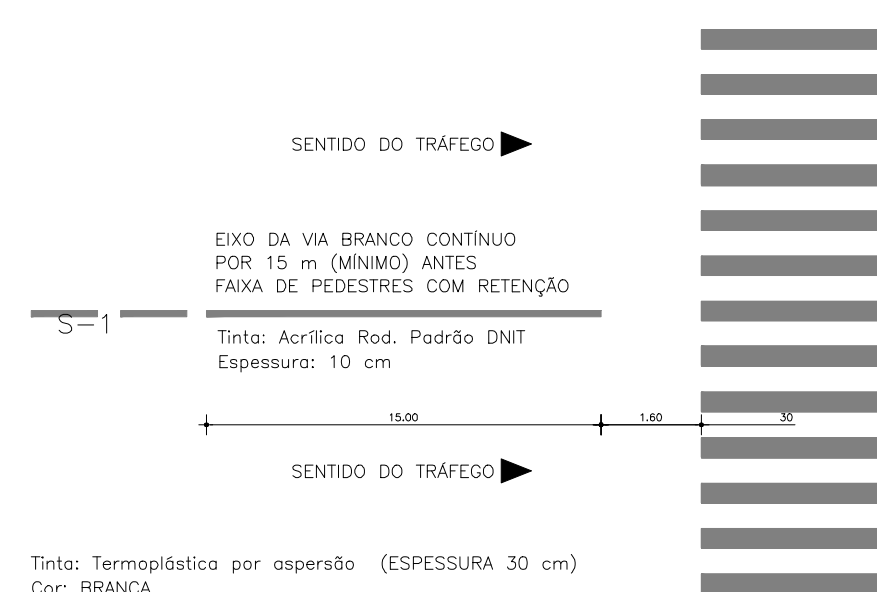 SENTIDO DO TRÁFEGO
EIXO DA VIA BRANCO CONTÍNUO
POR 15 m (MÍNIMO) ANTES
FAIXA DE PEDESTRES COM RETENÇÃO
S-1
Tinta: Acrílica Rod. Padrão DNIT
Espessura: 10 cm
15.00 1.60 30
SENTIDO DO TRÁFEGO
Tinta: Termoplástica por aspersão (ESPESSURA 30 cm)
Cor: BRANCA